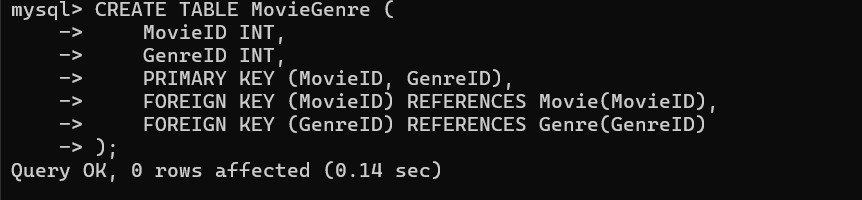 mysql> CREATE TABLE MovieGenre (
    ->     MovieID INT,
    ->     GenreID INT,
    ->     PRIMARY KEY (MovieID, GenreID),
    ->     FOREIGN KEY (MovieID) REFERENCES Movie(MovieID),
    ->     FOREIGN KEY (GenreID) REFERENCES Genre(GenreID)
    -> );
Query OK, 0 rows affected (0.14 sec)